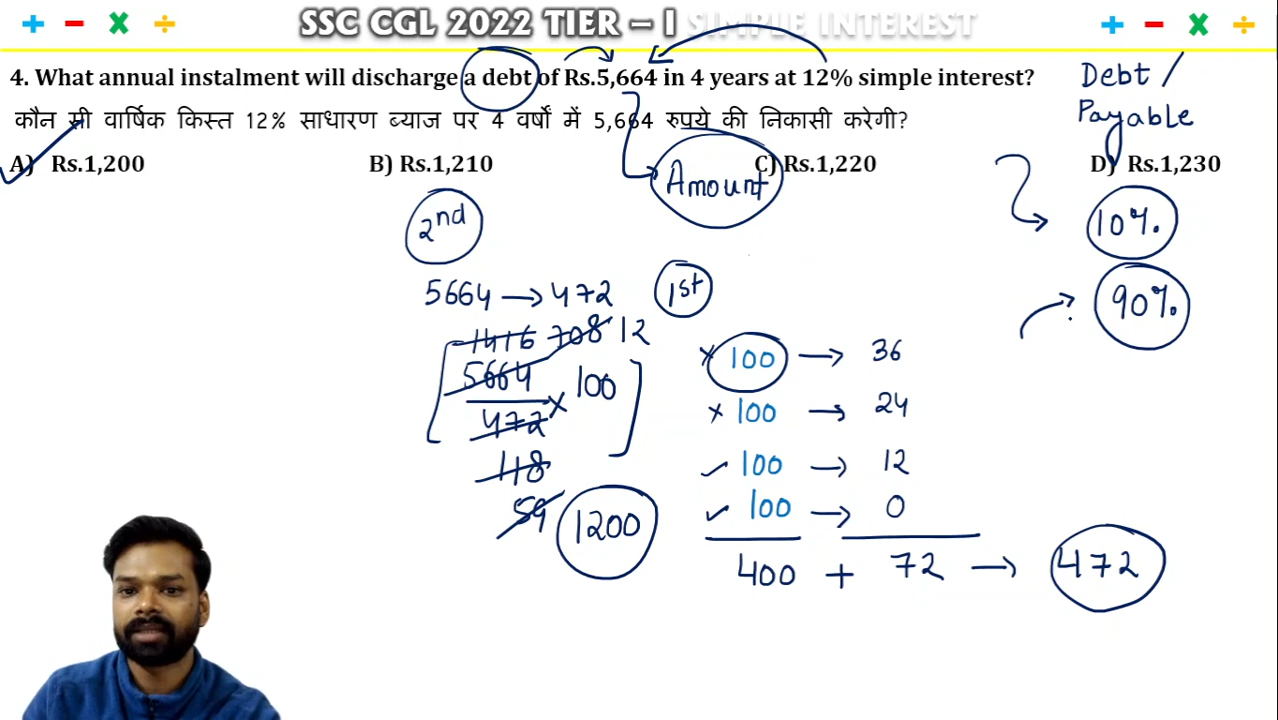 SSC CGL 2022 TIER – I SIMPLE INTEREST
4. What annual instalment will discharge a debt of Rs.5,664 in 4 years at 12% simple interest?
कौन सी वार्षिक किस्त 12% साधारण ब्याज पर 4 वर्षों में 5,664 रुपये की निकासी करेगी?
A) Rs.1,200 B) Rs.1,210 C) Rs.1,220 D) Rs.1,230
Debt /
Payable
Amount
10%.
90%.
2nd
5664 → 472
1416 708 12
5664
472 × 100
118
59
1200
1st
× 100 → 36
× 100 → 24
✓ 100 → 12
✓ 100 → 0
400 + 72 → 472